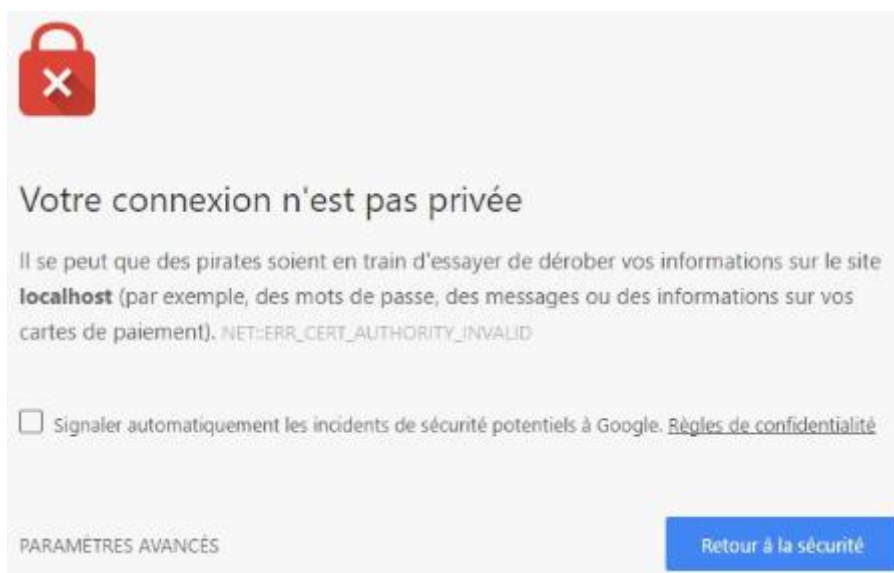 Votre connexion n'est pas privée
Il se peut que des pirates soient en train d'essayer de dérober vos informations sur le site
localhost (par exemple, des mots de passe, des messages ou des informations sur vos
cartes de paiement). NET::ERR_CERT_AUTHORITY_INVALID
Signaler automatiquement les incidents de sécurité potentiels à Google. Règles de confidentialité
PARAMÈTRES AVANCÉS
Retour à la sécurité